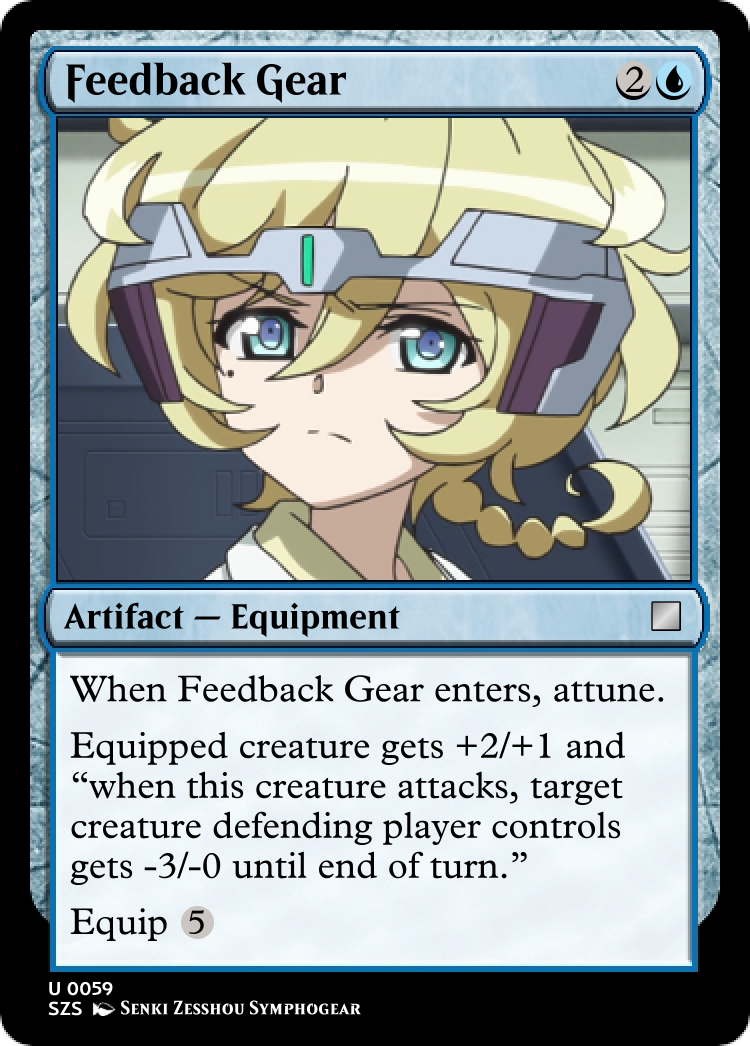 Feedback Gear 2
Artifact — Equipment
When Feedback Gear enters, attune.
Equipped creature gets +2/+1 and
“when this creature attacks, target
creature defending player controls
gets -3/-0 until end of turn.”
Equip 5
U 0059
SZS SENKI ZESSHOU SYMPHOGEAR